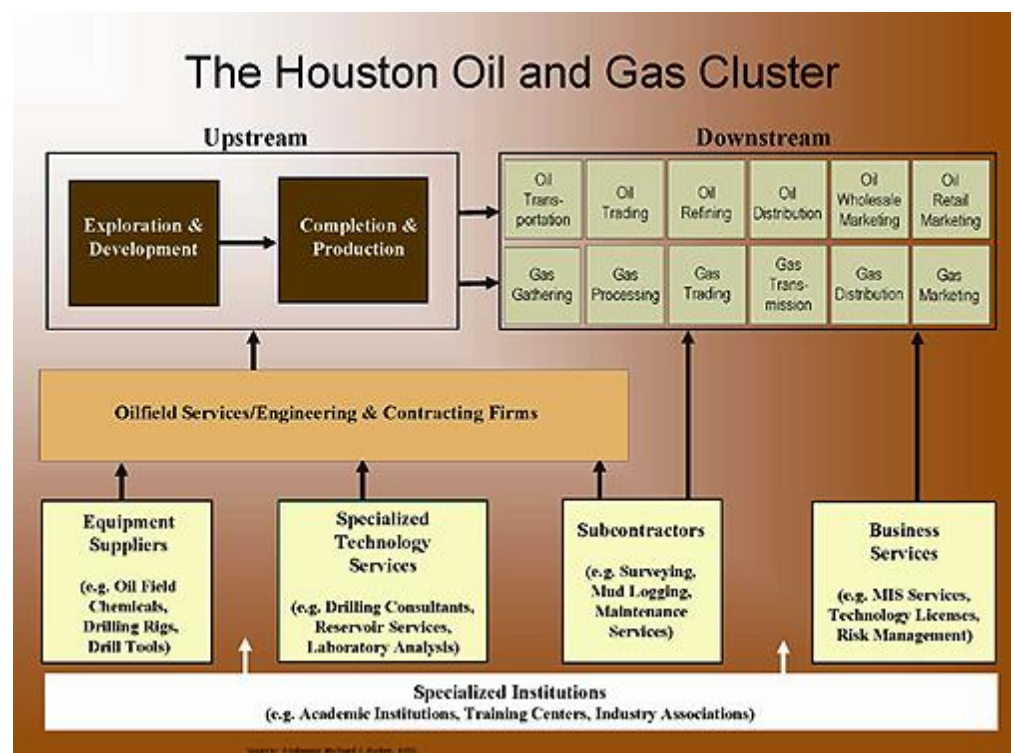 The Houston Oil and Gas Cluster
Upstream
Downstream
Exploration &
Development
Completion &
Production
Oil
Trans-
portation
Oil
Trading
Oil
Refining
Oil
Distribution
Oil
Wholesale
Marketing
Oil
Retail
Marketing
Gas
Gathering
Gas
Processing
Gas
Trading
Gas
Trans-
mission
Gas
Distribution
Gas
Marketing
Oilfield Services/Engineering & Contracting Firms
Equipment
Suppliers
(e.g. Oil Field
Chemicals,
Drilling Rigs,
Drill Tools)
Specialized
Technology
Services
(e.g. Drilling Consultants,
Reservoir Services,
Laboratory Analysis)
Subcontractors
(e.g. Surveying,
Mud Logging,
Maintenance
Services)
Business
Services
(e.g. MIS Services,
Technology Licenses,
Risk Management)
Specialized Institutions
(e.g. Academic Institutions, Training Centers, Industry Associations)